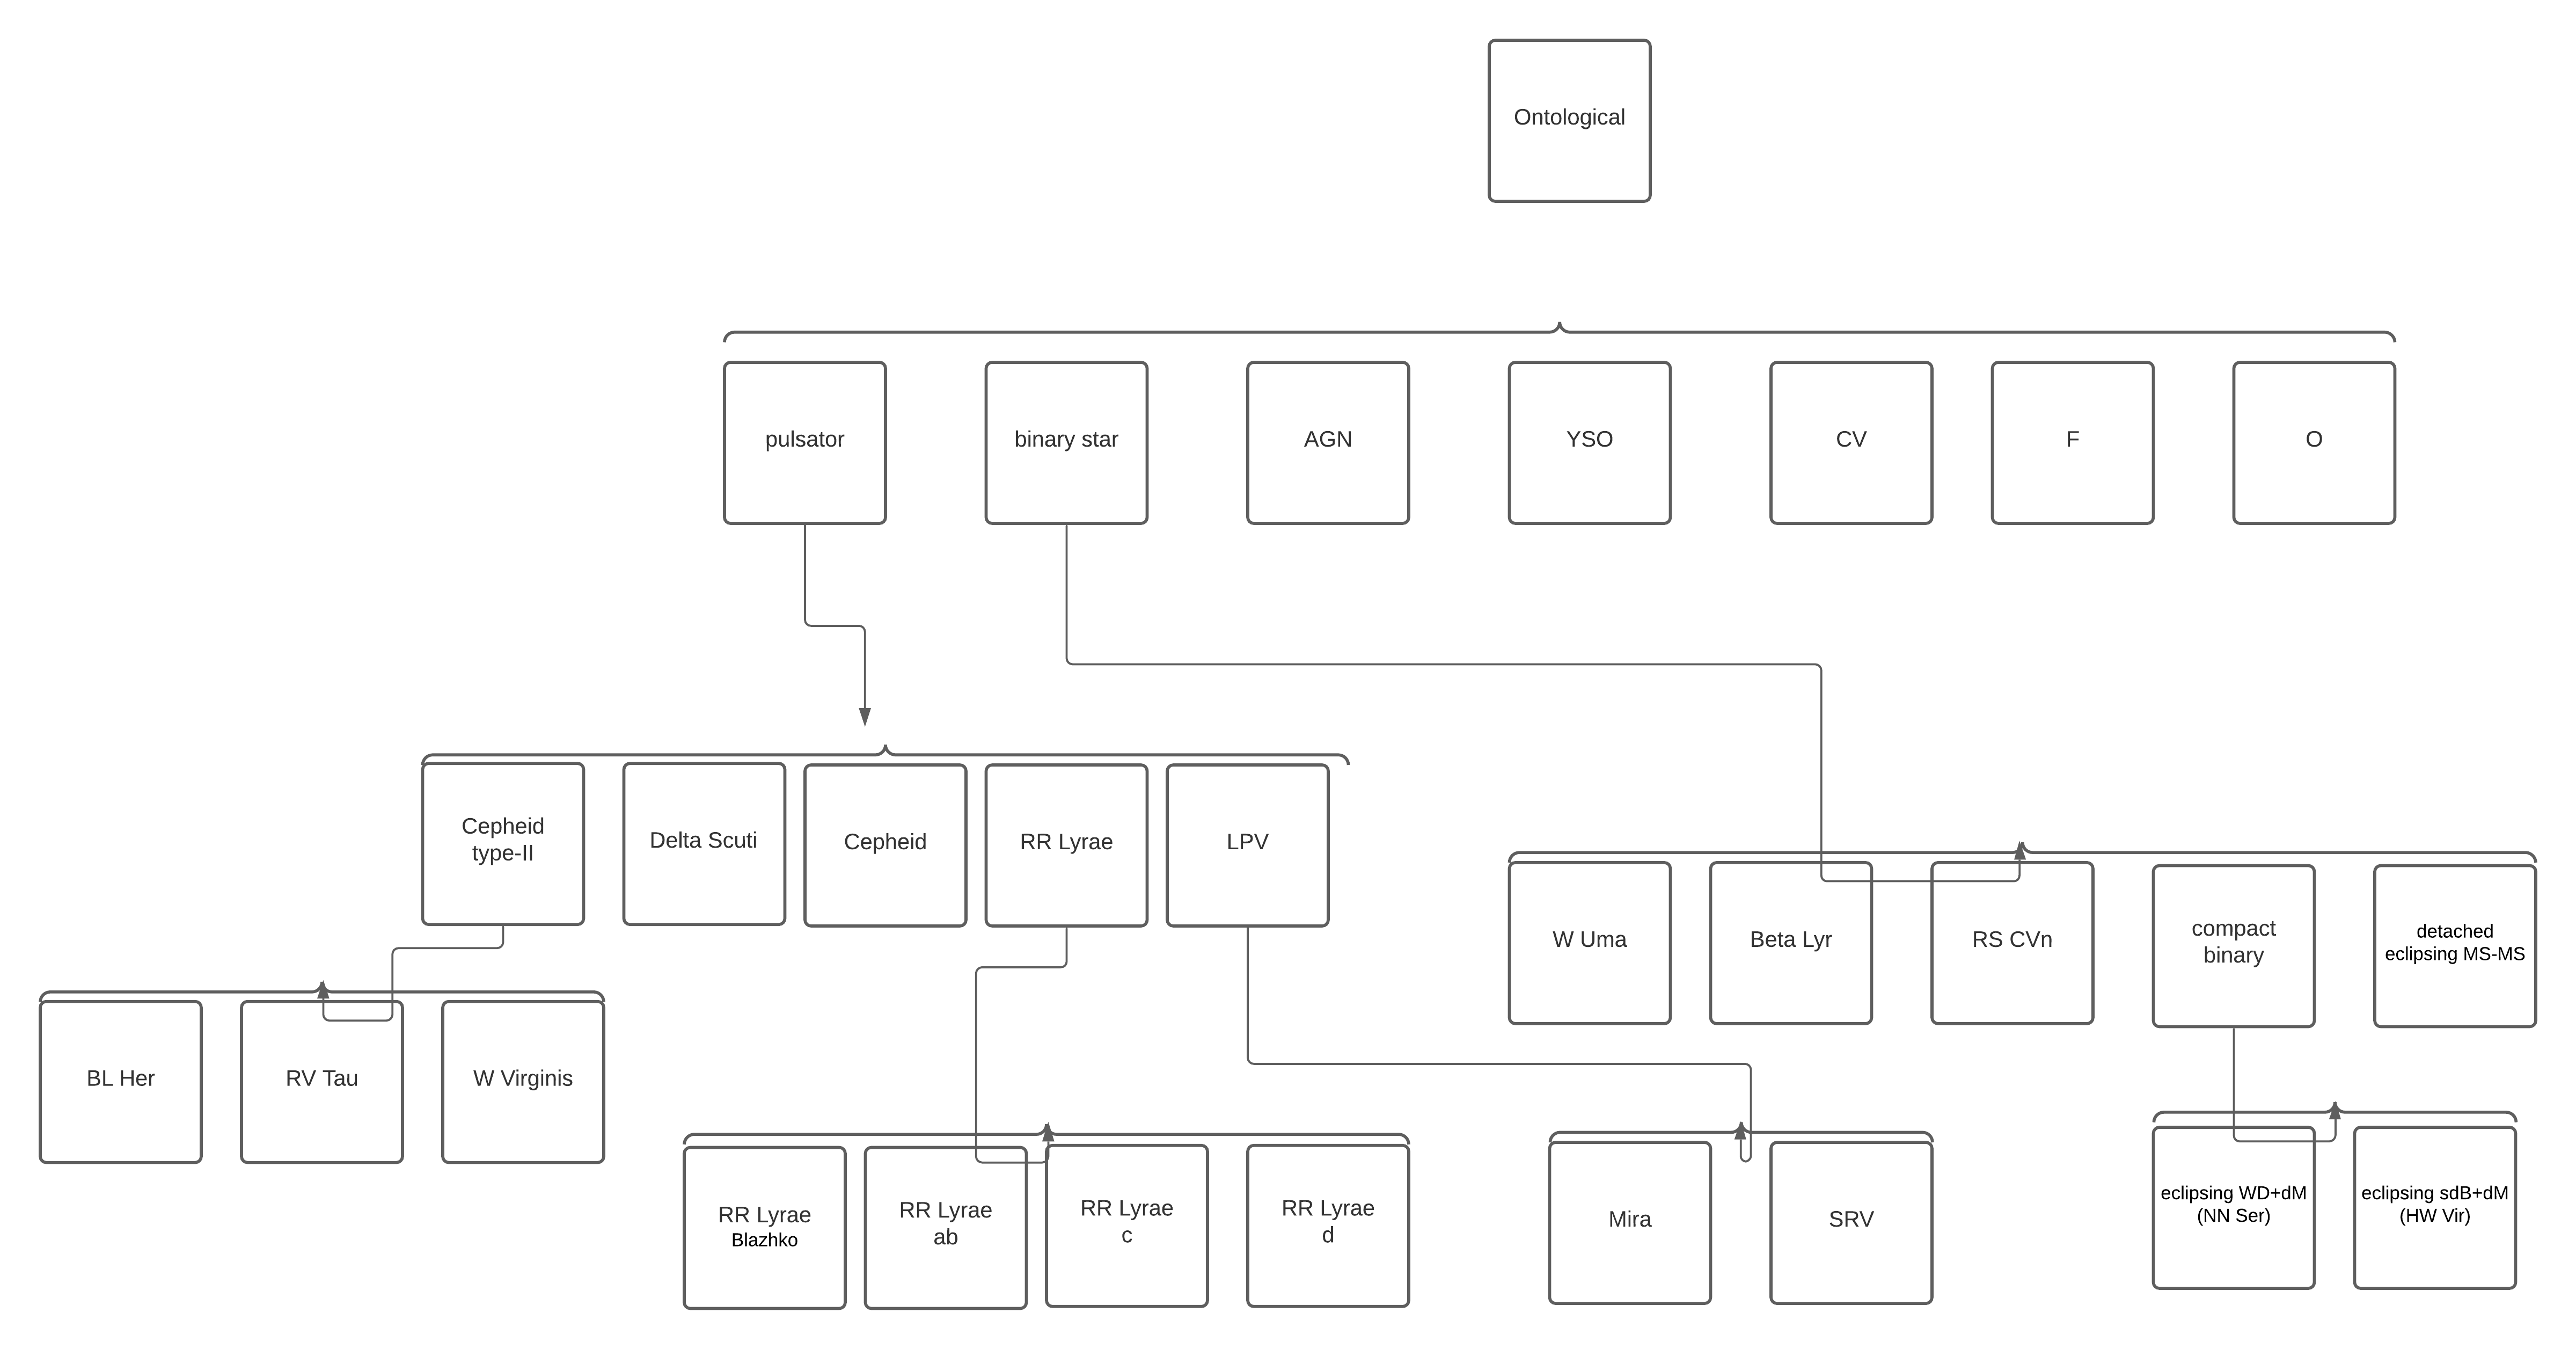 Ontological
pulsator
binary star
AGN
YSO
CV
F
O
Cepheid
type-II
Delta Scuti
Cepheid
RR Lyrae
LPV
W Uma
Beta Lyr
RS CVn
compact
binary
detached
eclipsing MS-MS
BL Her
RV Tau
W Virginis
RR Lyrae
Blazhko
RR Lyrae
ab
RR Lyrae
c
RR Lyrae
d
Mira
SRV
eclipsing WD+dM
(NN Ser)
eclipsing sdB+dM
(HW Vir)